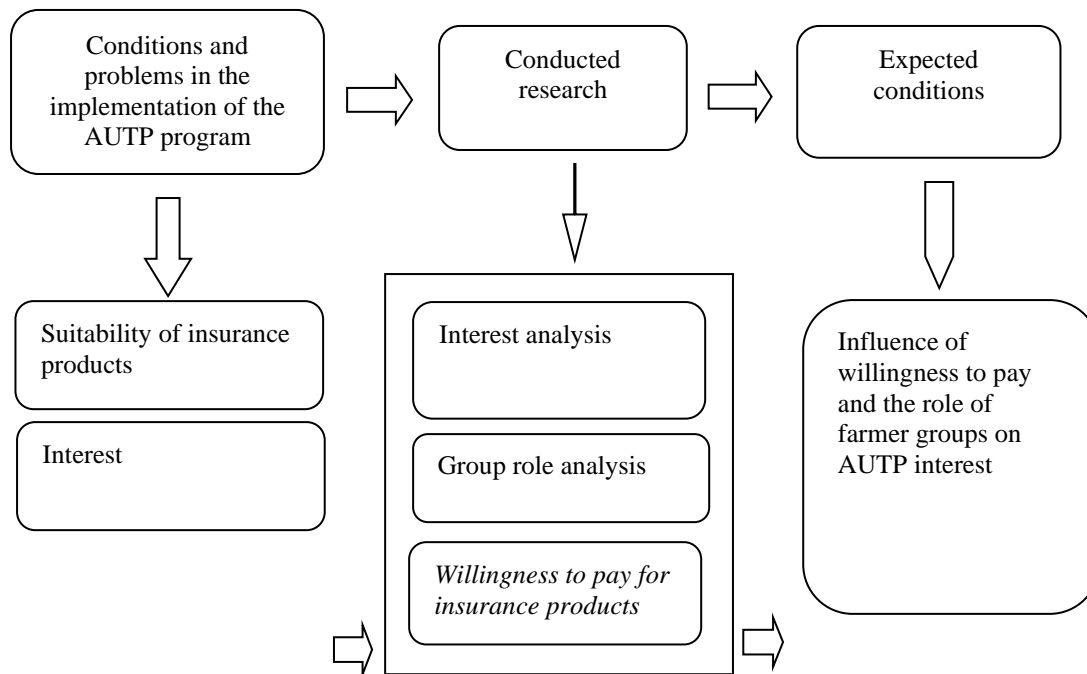 Conditions and
problems in the
implementation of the
AUTP program
Conducted
research
Expected
conditions
Suitability of insurance
products
Interest
Interest analysis
Group role analysis
Willingness to pay for
insurance products
Influence of
willingness to pay
and the role of
farmer groups on
AUTP interest